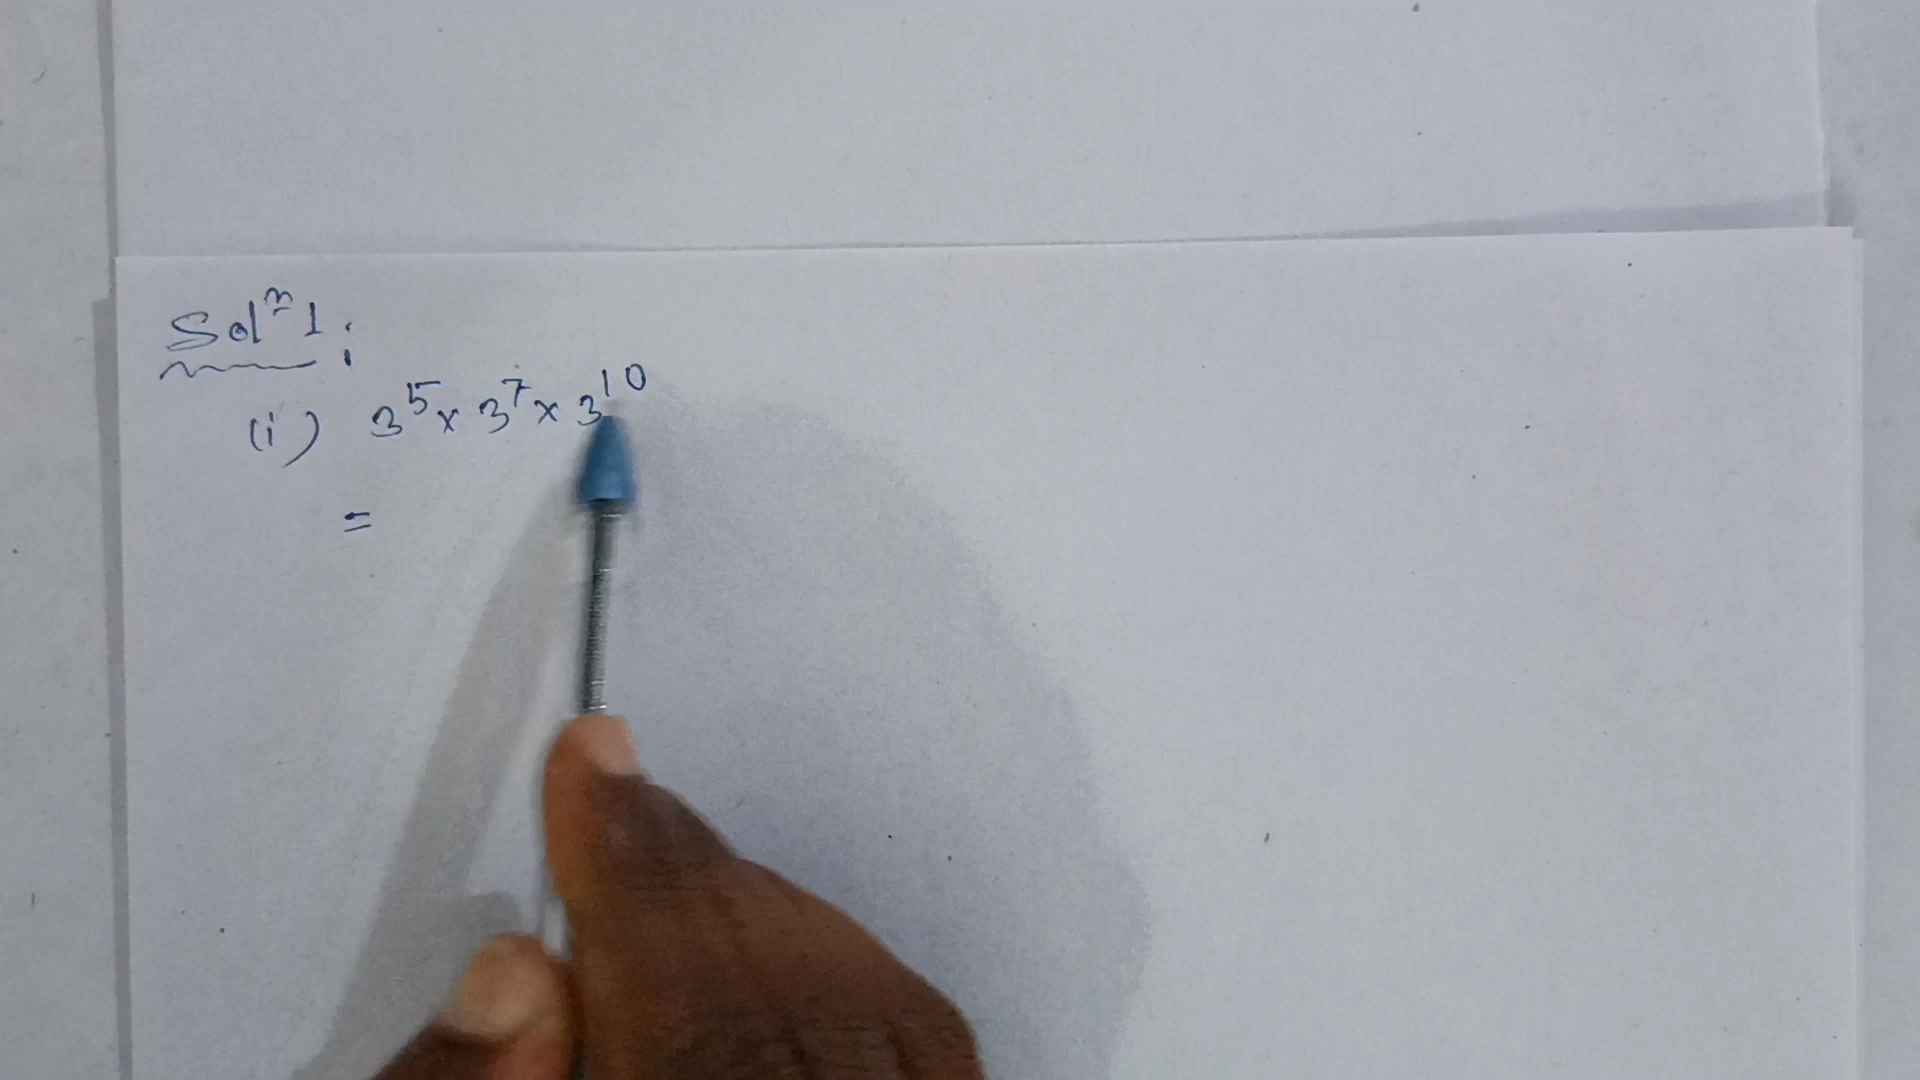 Solⁿ 1:
(i) 3⁵ x 3⁷ x 3¹⁰
=